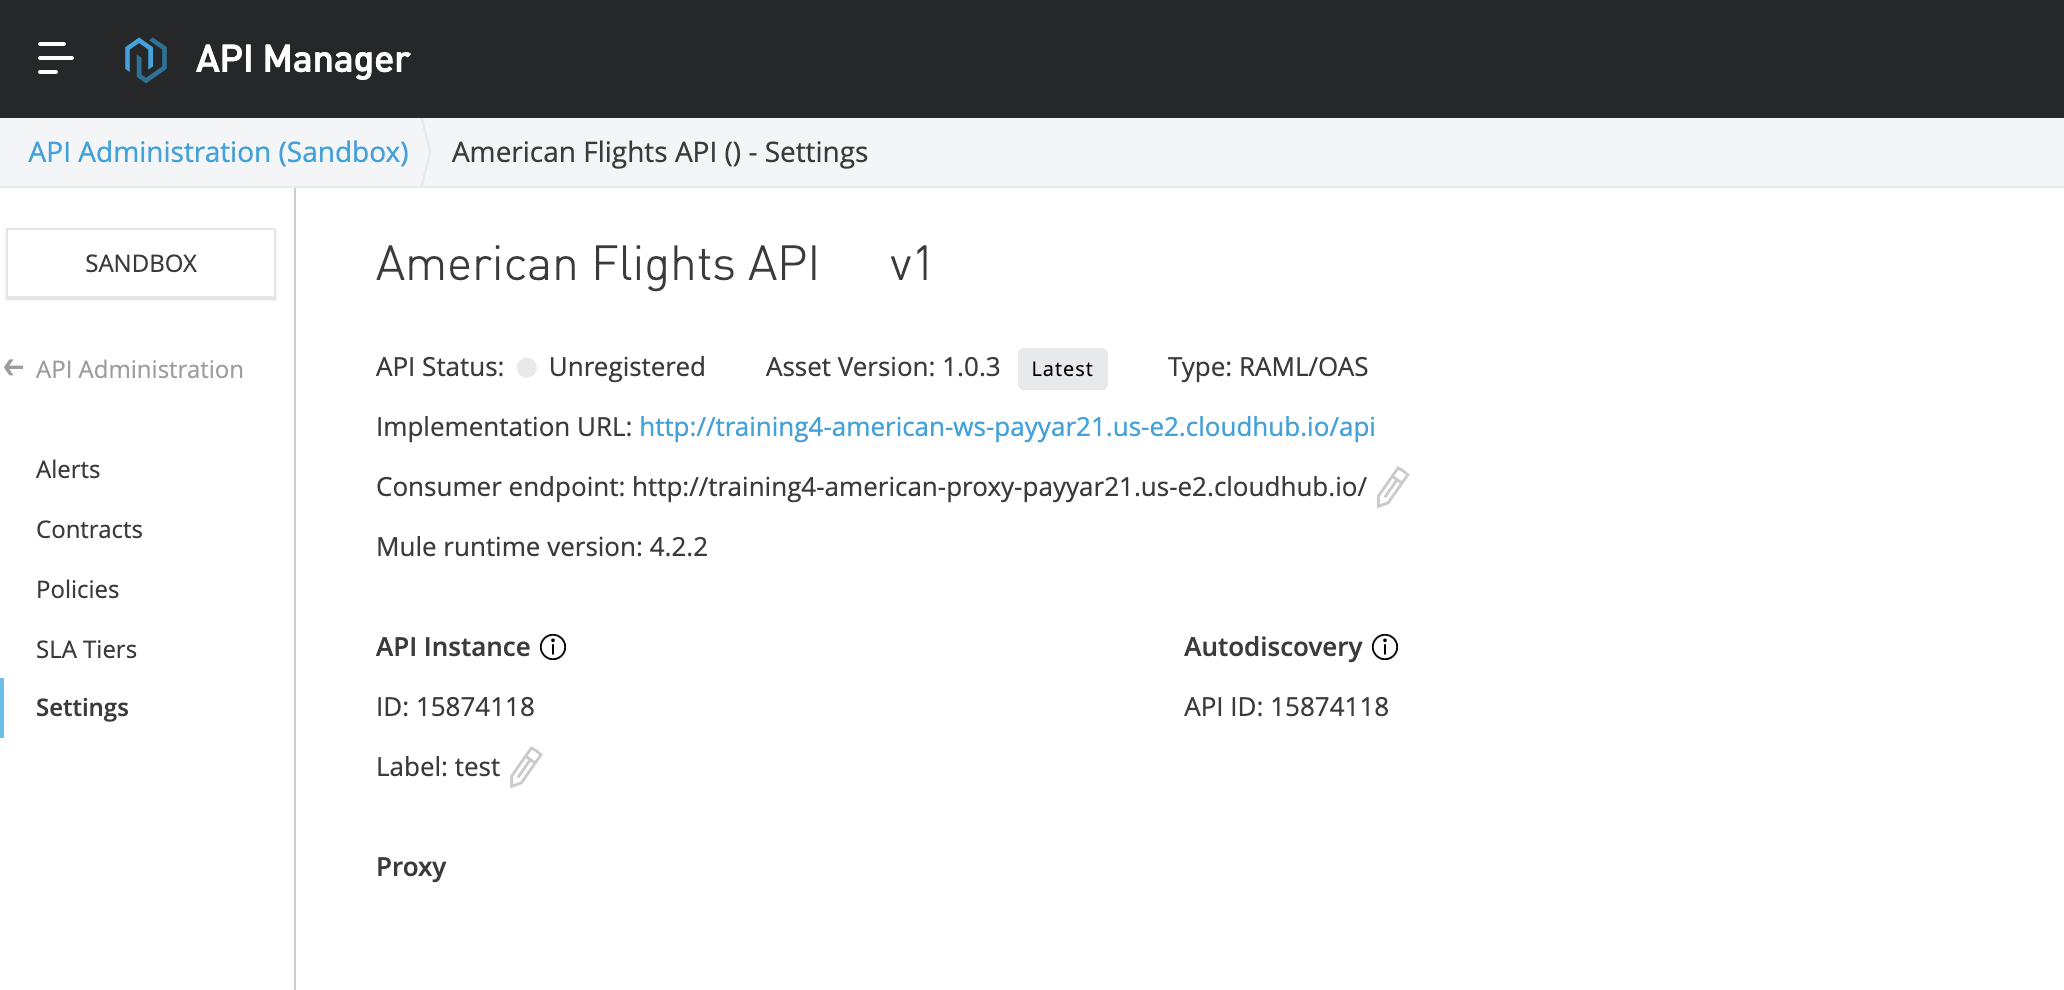 API Manager
API Administration (Sandbox) American Flights API () - Settings
SANDBOX
API Administration
Alerts
Contracts
Policies
SLA Tiers
Settings
American Flights API v1
API Status: Unregistered Asset Version: 1.0.3 Latest Type: RAML/OAS
Implementation URL: http://training4-american-ws-payyar21.us-e2.cloudhub.io/api
Consumer endpoint: http://training4-american-proxy-payyar21.us-e2.cloudhub.io/
Mule runtime version: 4.2.2
API Instance
ID: 15874118
Label: test
Autodiscovery
API ID: 15874118
Proxy